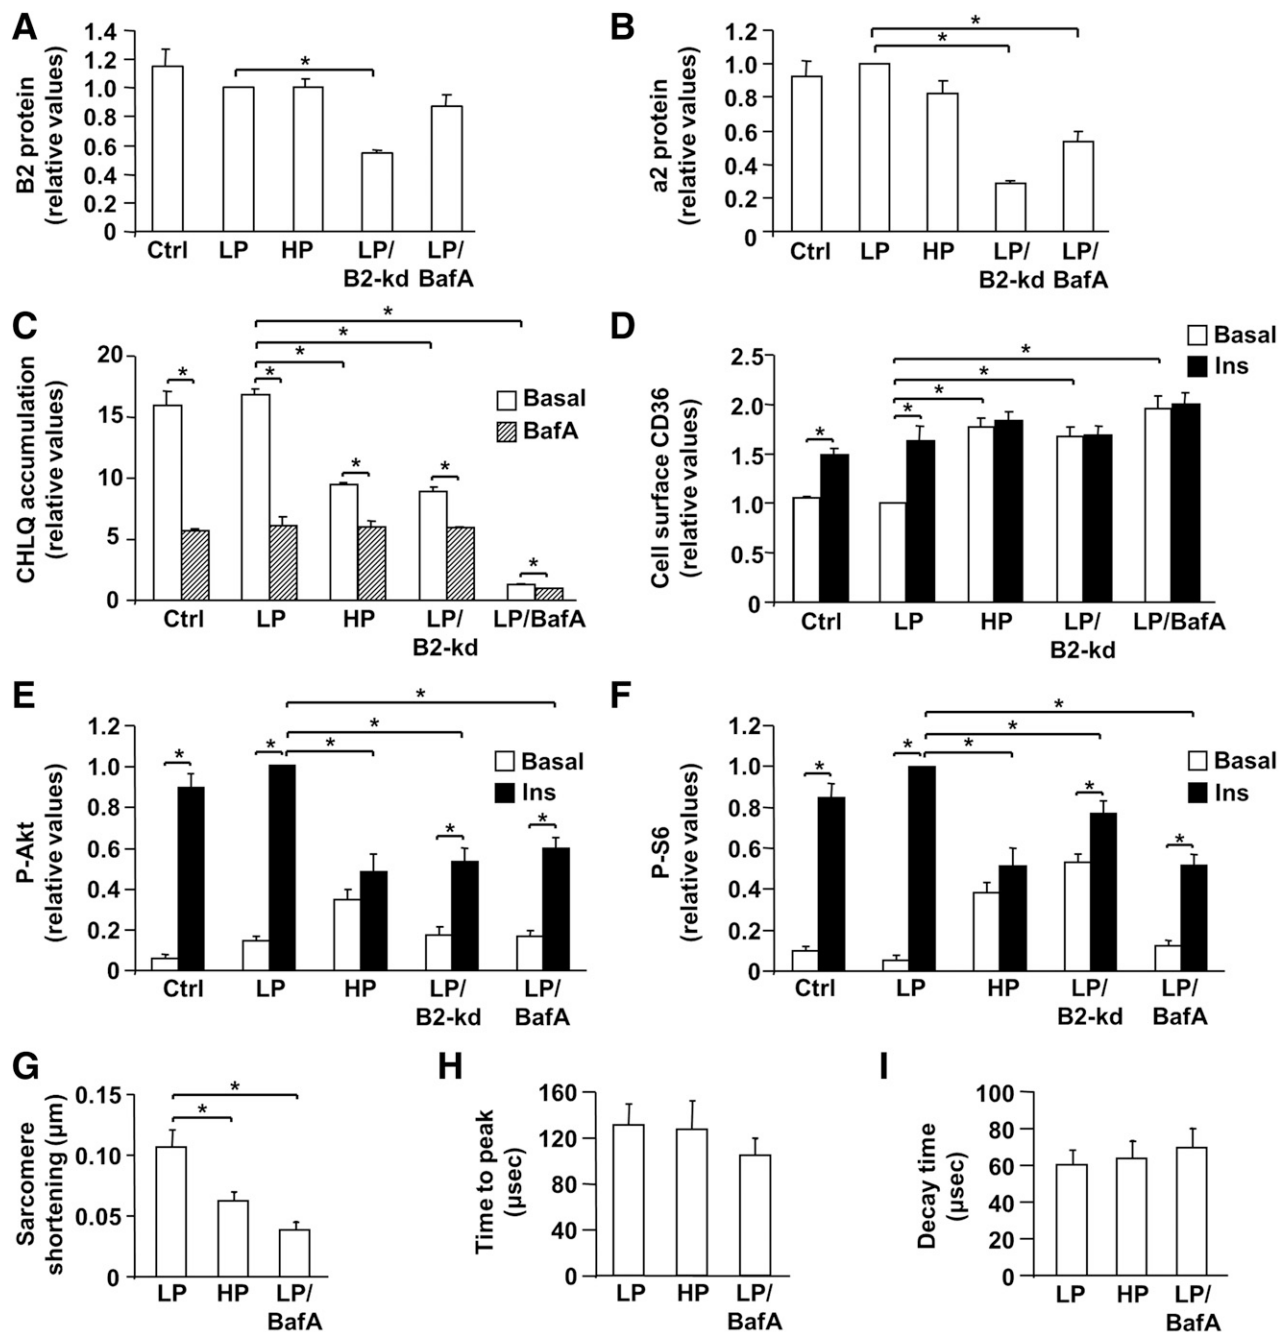 A
B2 protein
(relative values)
1.4
1.2
1.0
0.8
0.6
0.4
0.2
0
*
Ctrl LP HP LP/ LP/
B2-kd BafA
B
a2 protein
(relative values)
1.2
1.0
0.8
0.6
0.4
0.2
0
*
*
Ctrl LP HP LP/ LP/
B2-kd BafA
C
CHLQ accumulation
(relative values)
20
15
10
5
0
*
*
*
* * * * *
Basal
BafA
Ctrl LP HP LP/ LP/BafA
B2-kd
D
Cell surface CD36
(relative values)
2.5
2.0
1.5
1.0
0.5
0
*
*
*
* *
Basal
Ins
Ctrl LP HP LP/ LP/BafA
B2-kd
E
P-Akt
(relative values)
1.2
1.0
0.8
0.6
0.4
0.2
0
*
*
*
* * * *
Basal
Ins
Ctrl LP HP LP/ LP/
B2-kd BafA
F
P-S6
(relative values)
1.2
1.0
0.8
0.6
0.4
0.2
0
*
*
*
* * * *
Basal
Ins
Ctrl LP HP LP/ LP/
B2-kd BafA
G
Sarcomere
shortening (µm)
0.15
0.10
0.05
0
*
*
LP HP LP/
BafA
H
Time to peak
(µsec)
160
120
80
40
0
LP HP LP/
BafA
I
Decay time
(µsec)
100
80
60
40
20
0
LP HP LP/
BafA